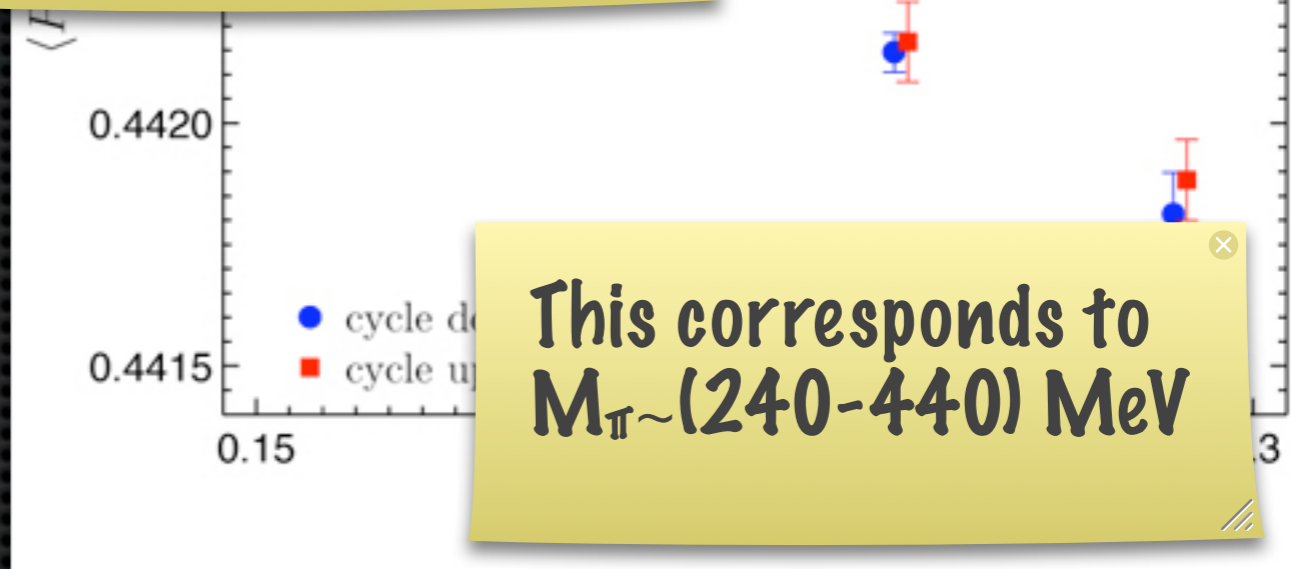 ⟨P
0.4420
cycle
cycle
0.4415
0.15
.3
This corresponds to
Mπ~(240-440) MeV